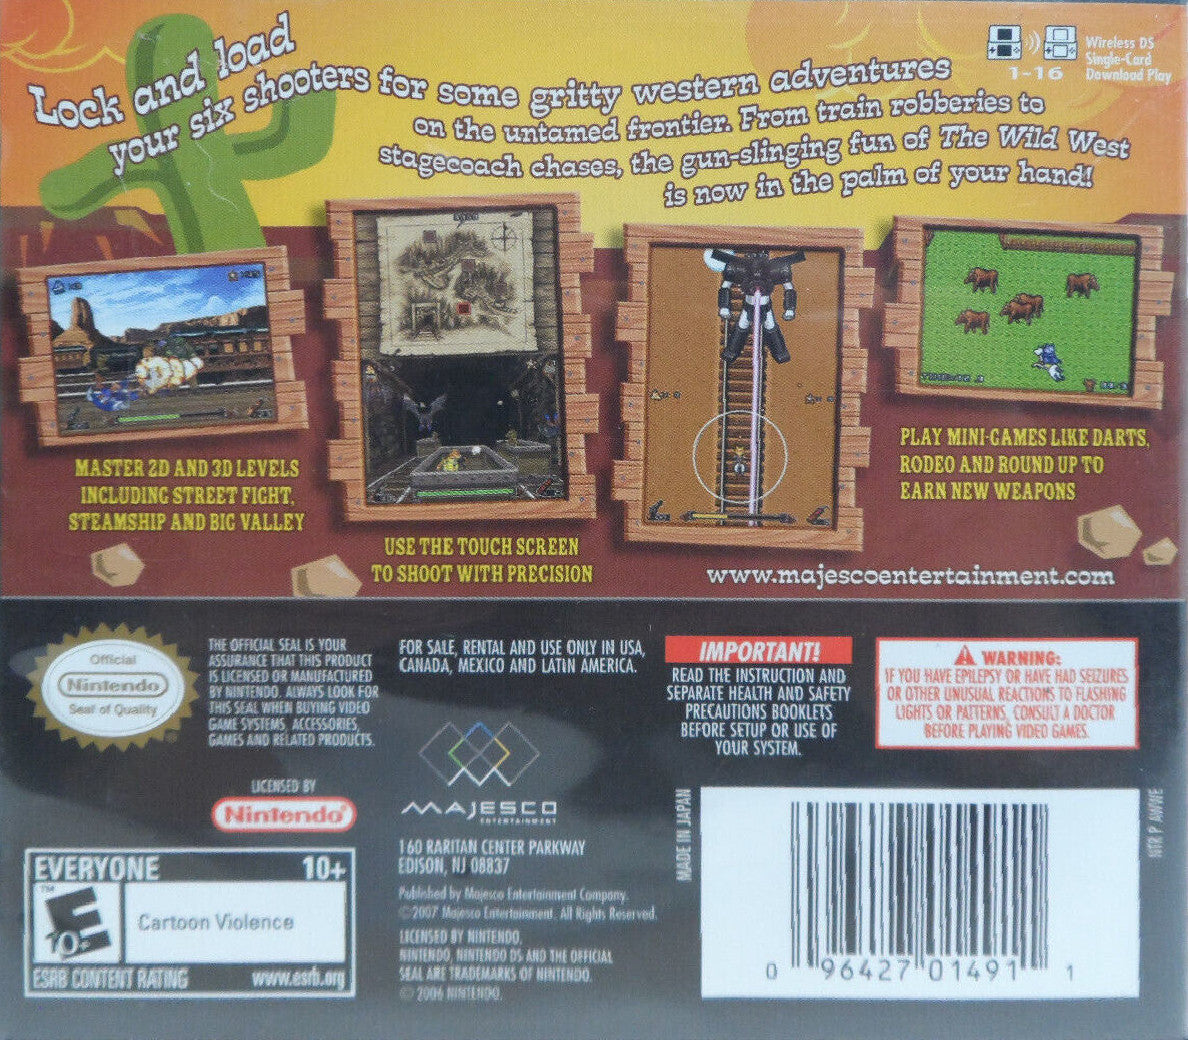 Wireless DS
Single-Card
Download Play
1-16
Lock and load
your six shooters for some gritty western adventures
on the untamed frontier. From train robberies to
stagecoach chases, the gun-slinging fun of The Wild West
is now in the palm of your hand!
MASTER 2D AND 3D LEVELS
INCLUDING STREET FIGHT,
STEAMSHIP AND BIG VALLEY
USE THE TOUCH SCREEN
TO SHOOT WITH PRECISION
PLAY MINI-GAMES LIKE DARTS,
RODEO AND ROUND UP TO
EARN NEW WEAPONS
www.majescoentertainment.com
Official
Nintendo
Seal of Quality
THE OFFICIAL SEAL IS YOUR
ASSURANCE THAT THIS PRODUCT
IS LICENSED OR MANUFACTURED
BY NINTENDO. ALWAYS LOOK FOR
THIS SEAL WHEN BUYING VIDEO
GAME SYSTEMS, ACCESSORIES,
GAMES AND RELATED PRODUCTS.
LICENSED BY
Nintendo®
EVERYONE 10+
TM
E
10+
Cartoon Violence
ESRB CONTENT RATING www.esrb.org
FOR SALE, RENTAL AND USE ONLY IN USA,
CANADA, MEXICO AND LATIN AMERICA.
MAJESCO
ENTERTAINMENT
160 RARITAN CENTER PARKWAY
EDISON, NJ 08837
Published by Majesco Entertainment Company.
©2007 Majesco Entertainment. All Rights Reserved.
LICENSED BY NINTENDO.
NINTENDO, NINTENDO DS AND THE OFFICIAL
SEAL ARE TRADEMARKS OF NINTENDO.
© 2006 NINTENDO.
IMPORTANT!
READ THE INSTRUCTION AND
SEPARATE HEALTH AND SAFETY
PRECAUTIONS BOOKLETS
BEFORE SETUP OR USE OF
YOUR SYSTEM.
WARNING:
IF YOU HAVE EPILEPSY OR HAVE HAD SEIZURES
OR OTHER UNUSUAL REACTIONS TO FLASHING
LIGHTS OR PATTERNS, CONSULT A DOCTOR
BEFORE PLAYING VIDEO GAMES.
MADE IN JAPAN
0 96427 01491 1
NTR P AWWE